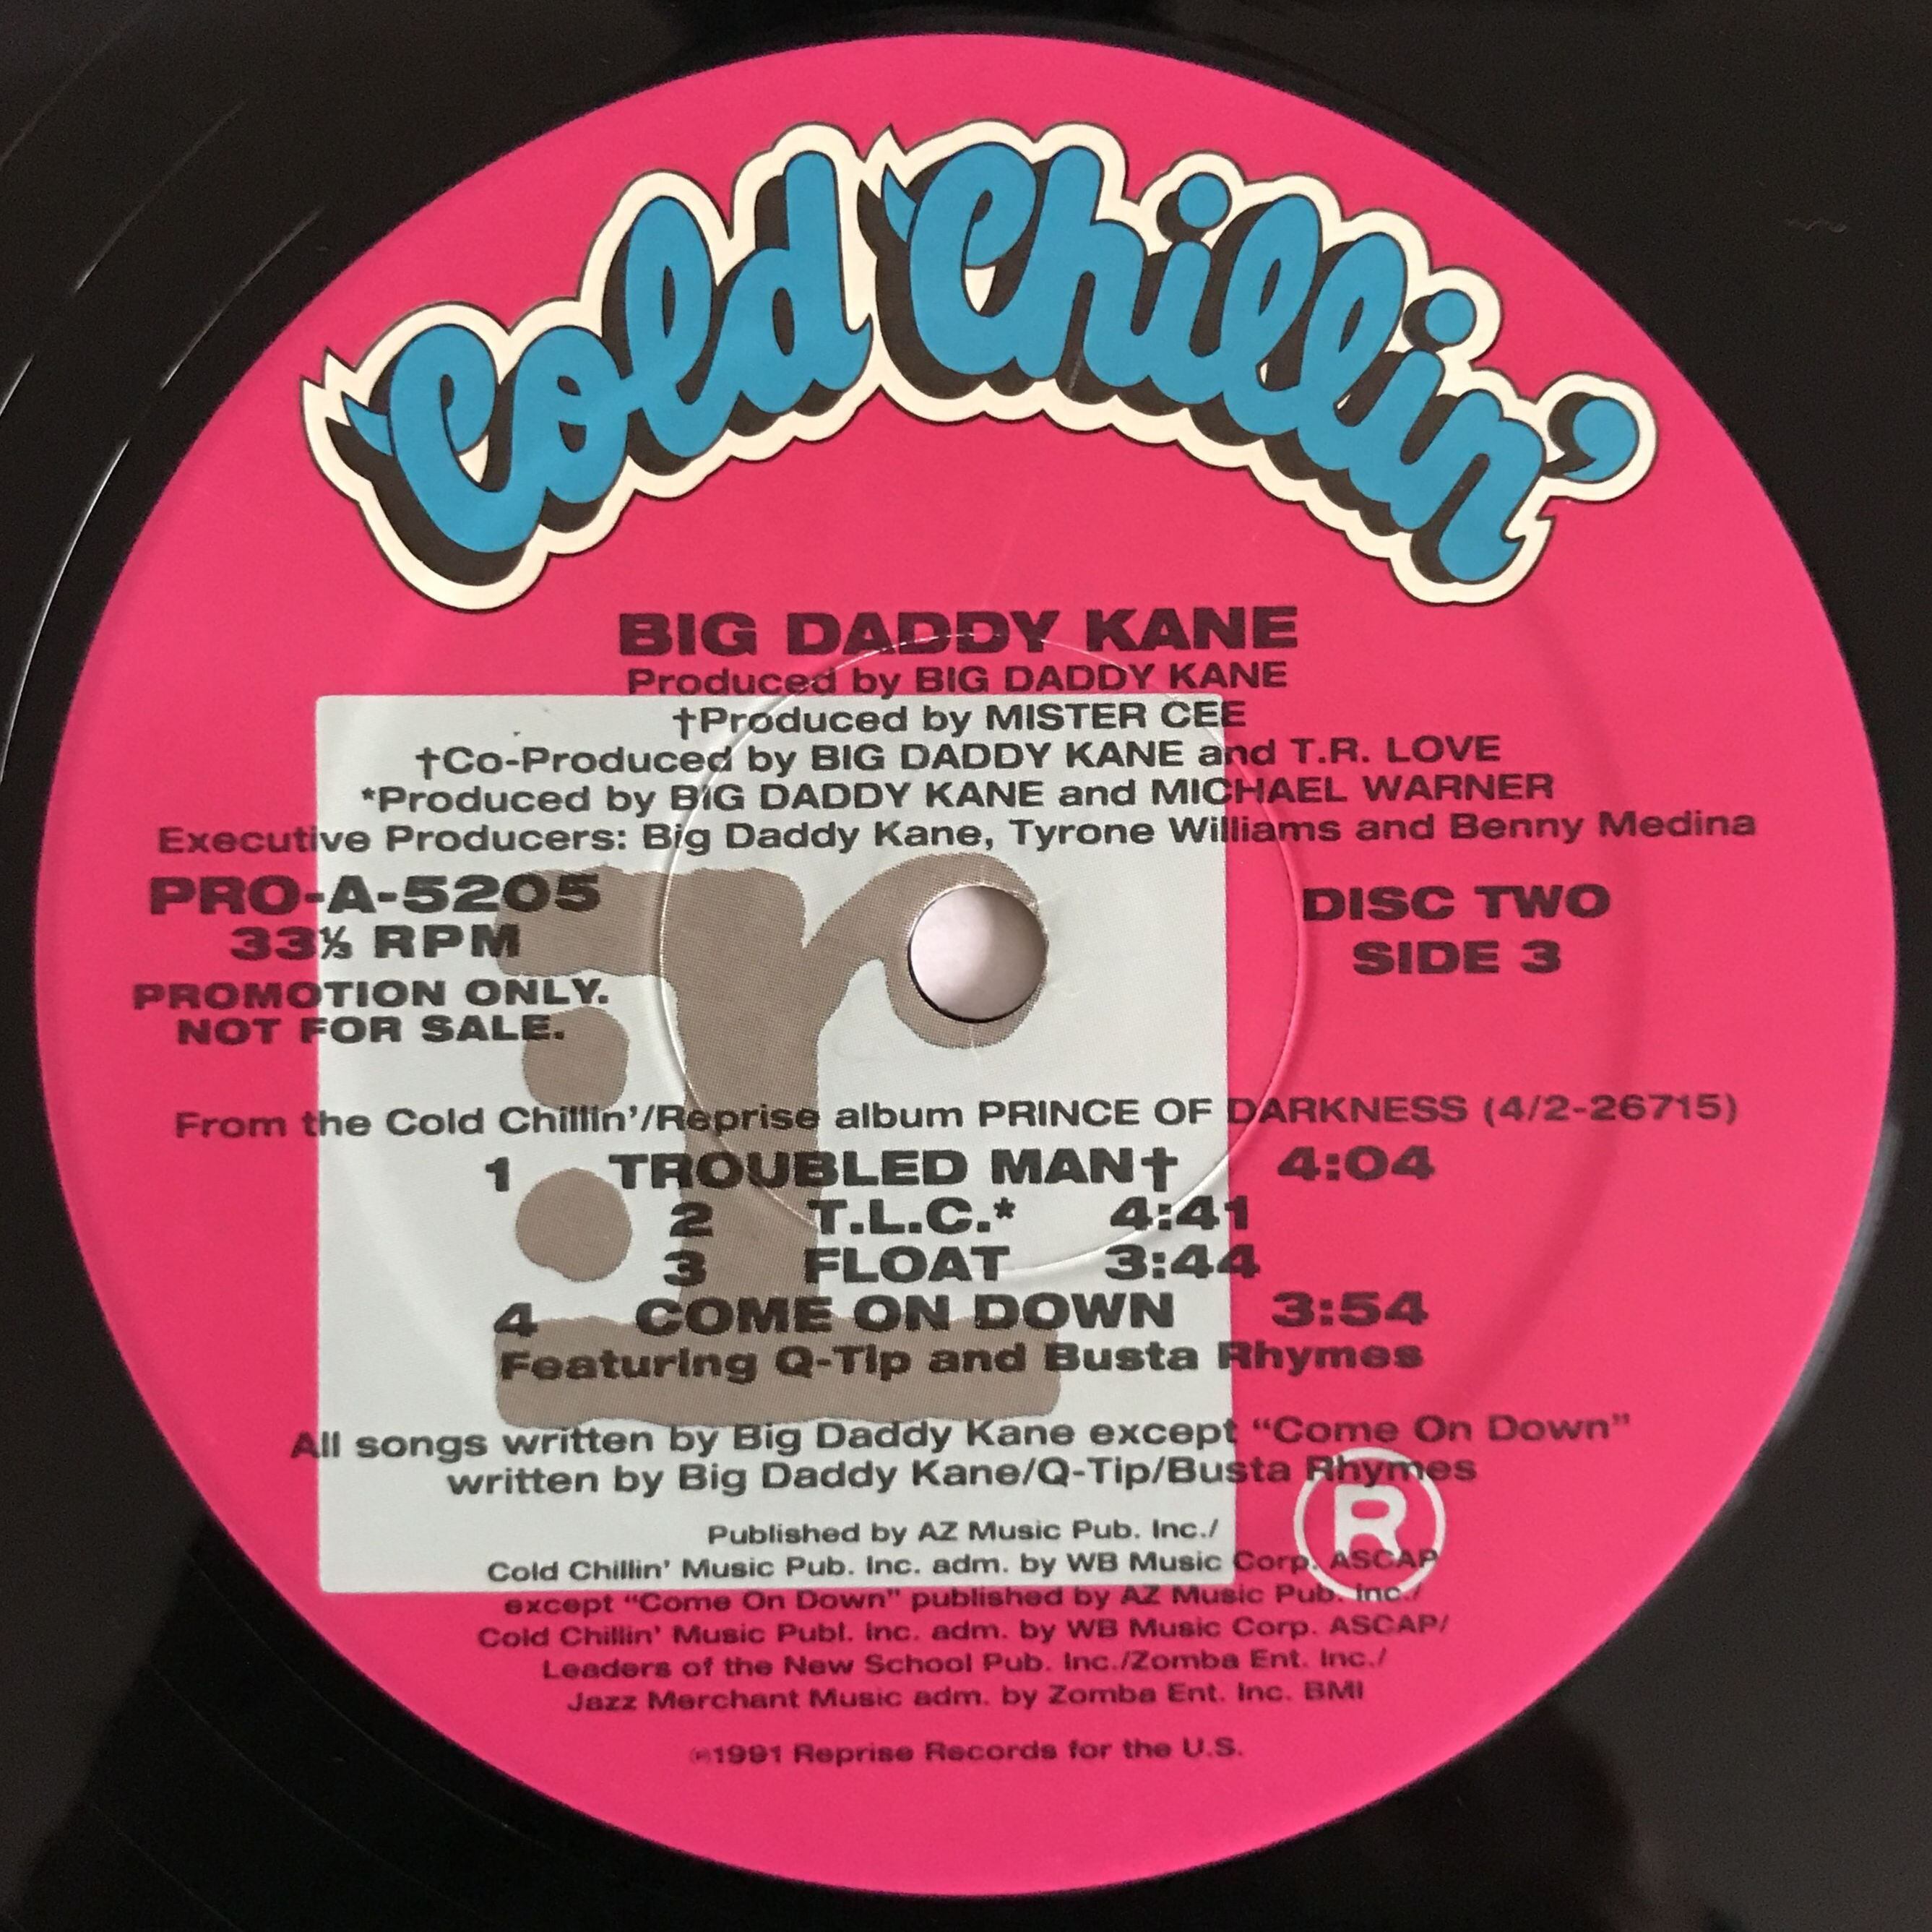 Cold Chillin'
BIG DADDY KANE
Produced by BIG DADDY KANE
†Produced by MISTER CEE
†Co-Produced by BIG DADDY KANE and T.R. LOVE
*Produced by BIG DADDY KANE and MICHAEL WARNER
Executive Producers: Big Daddy Kane, Tyrone Williams and Benny Medina
PRO-A-5205
33⅓ RPM
PROMOTION ONLY.
NOT FOR SALE.
DISC TWO
SIDE 3
From the Cold Chillin'/Reprise album PRINCE OF DARKNESS (4/2-26715)
1 TROUBLED MAN† 4:04
2 T.L.C.* 4:41
3 FLOAT 3:44
4 COME ON DOWN 3:54
Featuring Q-Tip and Busta Rhymes
All songs written by Big Daddy Kane except “Come On Down”
written by Big Daddy Kane/Q-Tip/Busta Rhymes
Published by AZ Music Pub. Inc./
Cold Chillin' Music Pub. Inc. adm. by WB Music Corp. ASCAP
except “Come On Down” published by AZ Music Pub. Inc./
Cold Chillin' Music Publ. Inc. adm. by WB Music Corp. ASCAP/
Leaders of the New School Pub. Inc./Zomba Ent. Inc./
Jazz Merchant Music adm. by Zomba Ent. Inc. BMI
℗1991 Reprise Records for the U.S.
r:
R